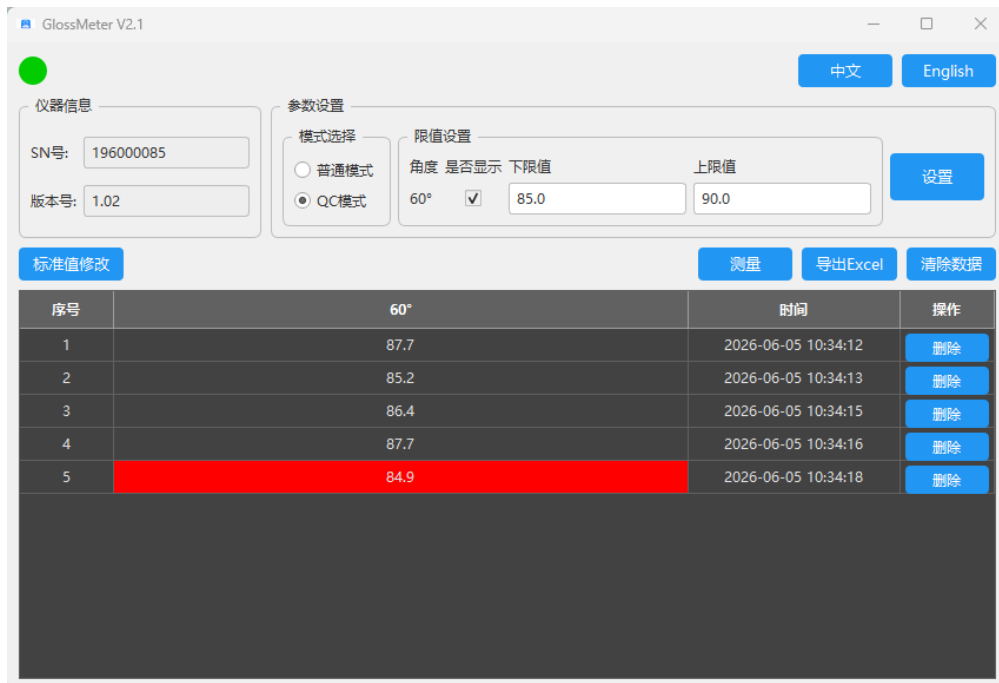 GlossMeter V2.1
中文 English
仪器信息
SN号: 196000085
版本号: 1.02
参数设置
模式选择
普通模式
QC模式
限值设置
角度 是否显示 下限值 上限值
60° 85.0 90.0
设置
标准值修改 测量 导出Excel 清除数据
序号 60° 时间 操作
1 87.7 2026-06-05 10:34:12 删除
2 85.2 2026-06-05 10:34:13 删除
3 86.4 2026-06-05 10:34:15 删除
4 87.7 2026-06-05 10:34:16 删除
5 84.9 2026-06-05 10:34:18 删除